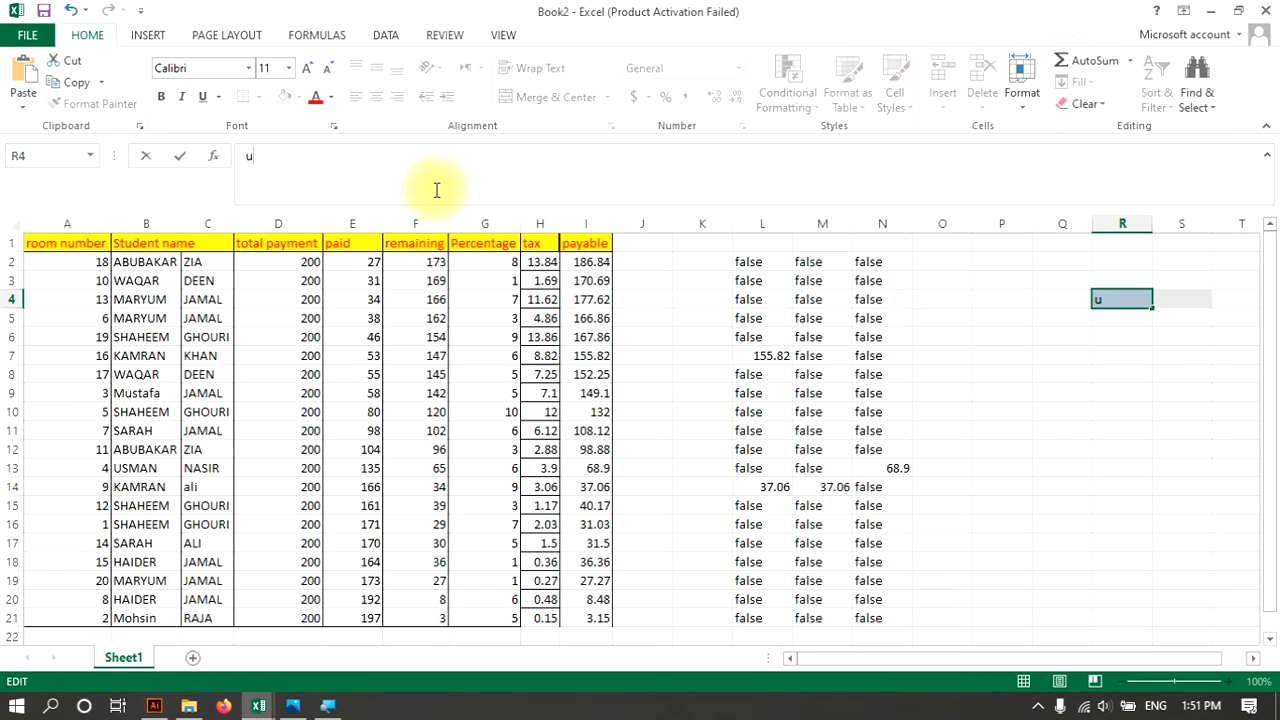 Book2 - Excel (Product Activation Failed)
FILE HOME INSERT PAGE LAYOUT FORMULAS DATA REVIEW VIEW Microsoft account
Paste Cut Copy Format Painter Clipboard
Calibri 11 B I U A Font
Wrap Text Merge & Center Alignment
General $ % , Number
Conditional Formatting Format as Table Cell Styles Styles
Insert Delete Format Cells
AutoSum Fill Clear Sort & Filter Find & Select Editing
R4 fx u
A B C D E F G H I J K L M N O P Q R S T
1 room number Student name total payment paid remaining Percentage tax payable
2 18 ABUBAKAR ZIA 200 27 173 8 13.84 186.84 false false false
3 10 WAQAR DEEN 200 31 169 1 1.69 170.69 false false false
4 13 MARYUM JAMAL 200 34 166 7 11.62 177.62 false false false u
5 6 MARYUM JAMAL 200 38 162 3 4.86 166.86 false false false
6 19 SHAHEEM GHOURI 200 46 154 9 13.86 167.86 false false false
7 16 KAMRAN KHAN 200 53 147 6 8.82 155.82 155.82 false false
8 17 WAQAR DEEN 200 55 145 5 7.25 152.25 false false false
9 3 Mustafa JAMAL 200 58 142 5 7.1 149.1 false false false
10 5 SHAHEEM GHOURI 200 80 120 10 12 132 false false false
11 7 SARAH JAMAL 200 98 102 6 6.12 108.12 false false false
12 11 ABUBAKAR ZIA 200 104 96 3 2.88 98.88 false false false
13 4 USMAN NASIR 200 135 65 6 3.9 68.9 false false 68.9
14 9 KAMRAN ali 200 166 34 9 3.06 37.06 37.06 37.06 false
15 12 SHAHEEM GHOURI 200 161 39 3 1.17 40.17 false false false
16 1 SHAHEEM GHOURI 200 171 29 7 2.03 31.03 false false false
17 14 SARAH ALI 200 170 30 5 1.5 31.5 false false false
18 15 HAIDER JAMAL 200 164 36 1 0.36 36.36 false false false
19 20 MARYUM JAMAL 200 173 27 1 0.27 27.27 false false false
20 8 HAIDER JAMAL 200 192 8 6 0.48 8.48 false false false
21 2 Mohsin RAJA 200 197 3 5 0.15 3.15 false false false
22
Sheet1
EDIT 100%
Ai ENG 1:51 PM